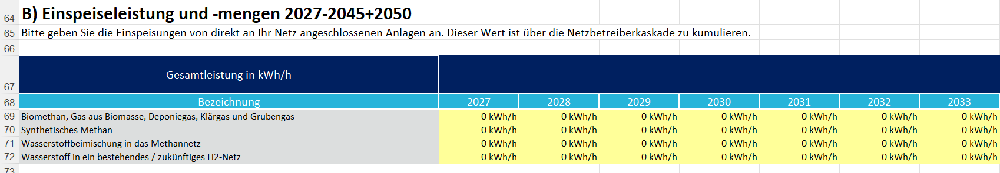 64 B) Einspeiseleistung und -mengen 2027-2045+2050
65 Bitte geben Sie die Einspeisungen von direkt an Ihr Netz angeschlossenen Anlagen an. Dieser Wert ist über die Netzbetreiberkaskade zu kumulieren.
66
67 Gesamtleistung in kWh/h
68 Bezeichnung 2027 2028 2029 2030 2031 2032 2033
69 Biomethan, Gas aus Biomasse, Deponiegas, Klärgas und Grubengas 0 kWh/h 0 kWh/h 0 kWh/h 0 kWh/h 0 kWh/h 0 kWh/h 0 kWh/h
70 Synthetisches Methan 0 kWh/h 0 kWh/h 0 kWh/h 0 kWh/h 0 kWh/h 0 kWh/h 0 kWh/h
71 Wasserstoffbeimischung in das Methannetz 0 kWh/h 0 kWh/h 0 kWh/h 0 kWh/h 0 kWh/h 0 kWh/h 0 kWh/h
72 Wasserstoff in ein bestehendes / zukünftiges H2-Netz 0 kWh/h 0 kWh/h 0 kWh/h 0 kWh/h 0 kWh/h 0 kWh/h 0 kWh/h
73